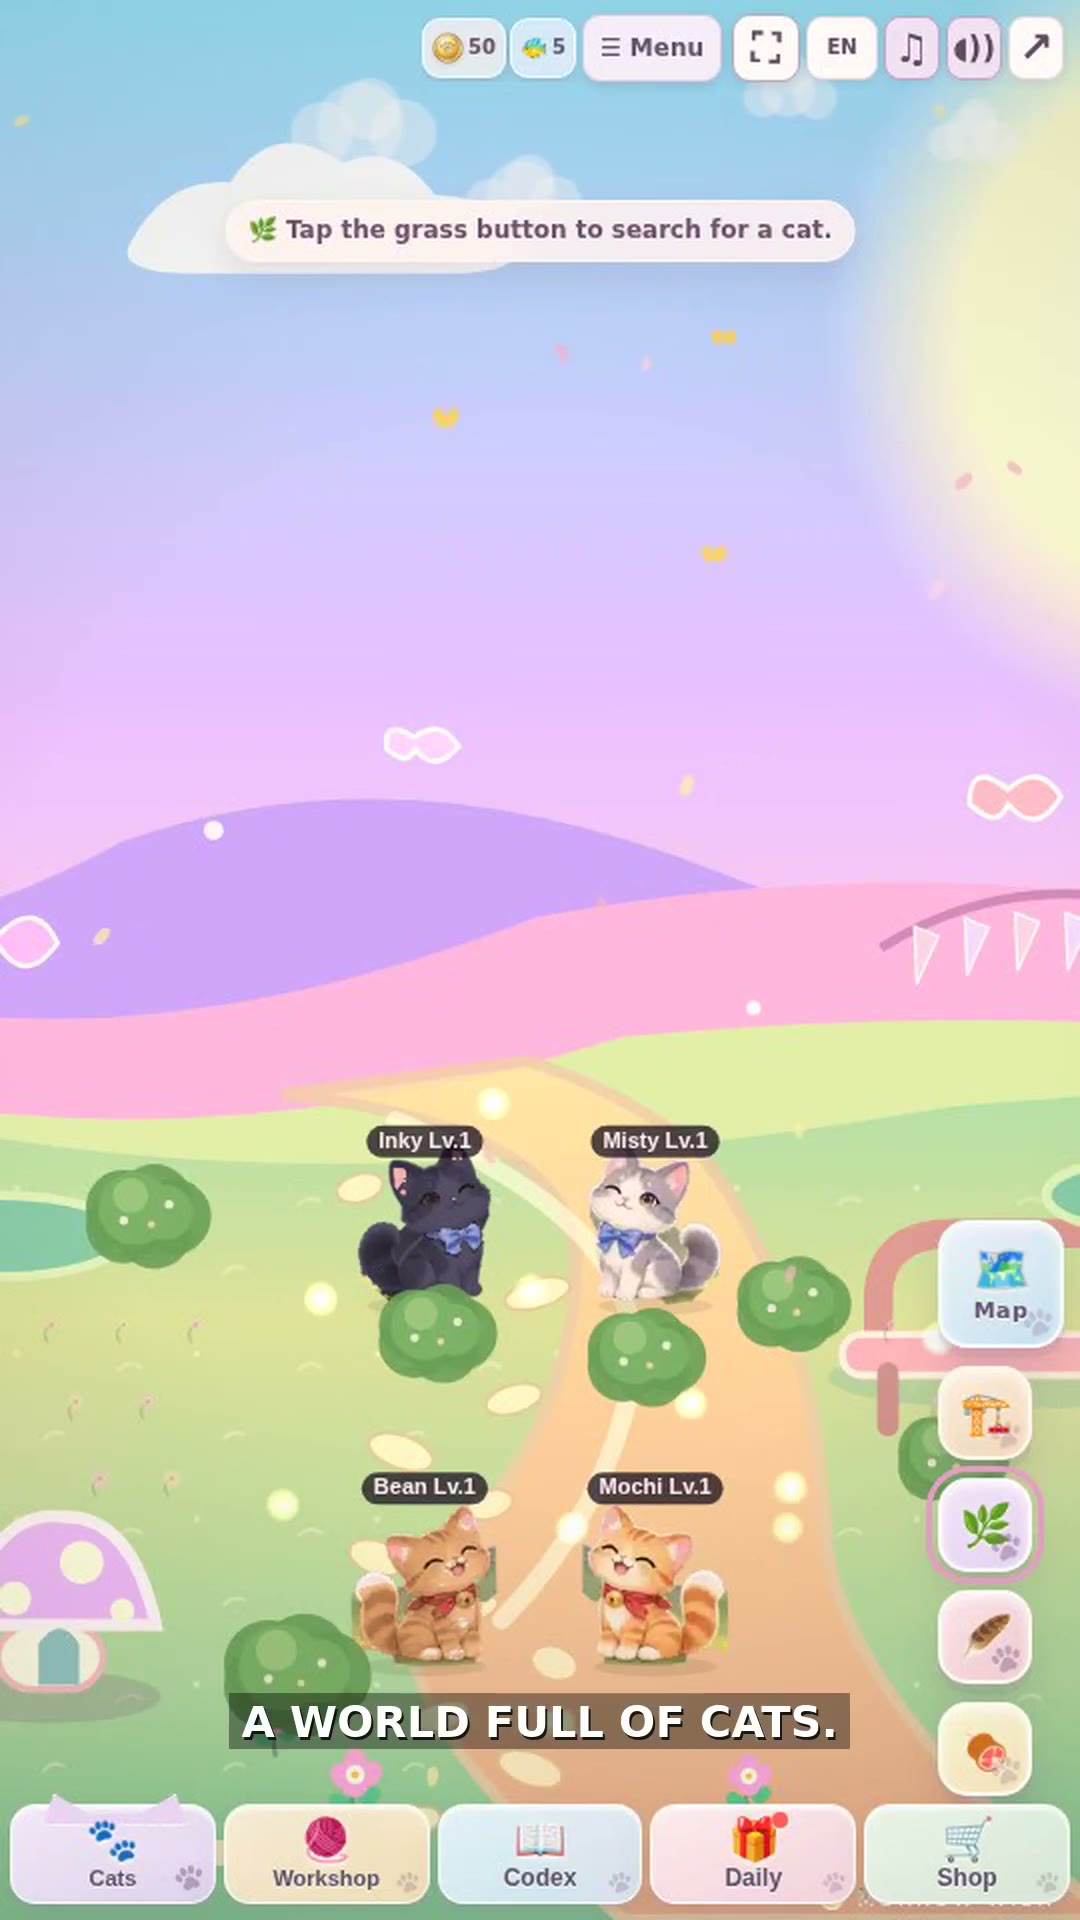 50
5
☰ Menu
EN
Tap the grass button to search for a cat.
Inky Lv.1
Misty Lv.1
Map
Bean Lv.1
Mochi Lv.1
A WORLD FULL OF CATS.
Cats
Workshop
Codex
Daily
Shop